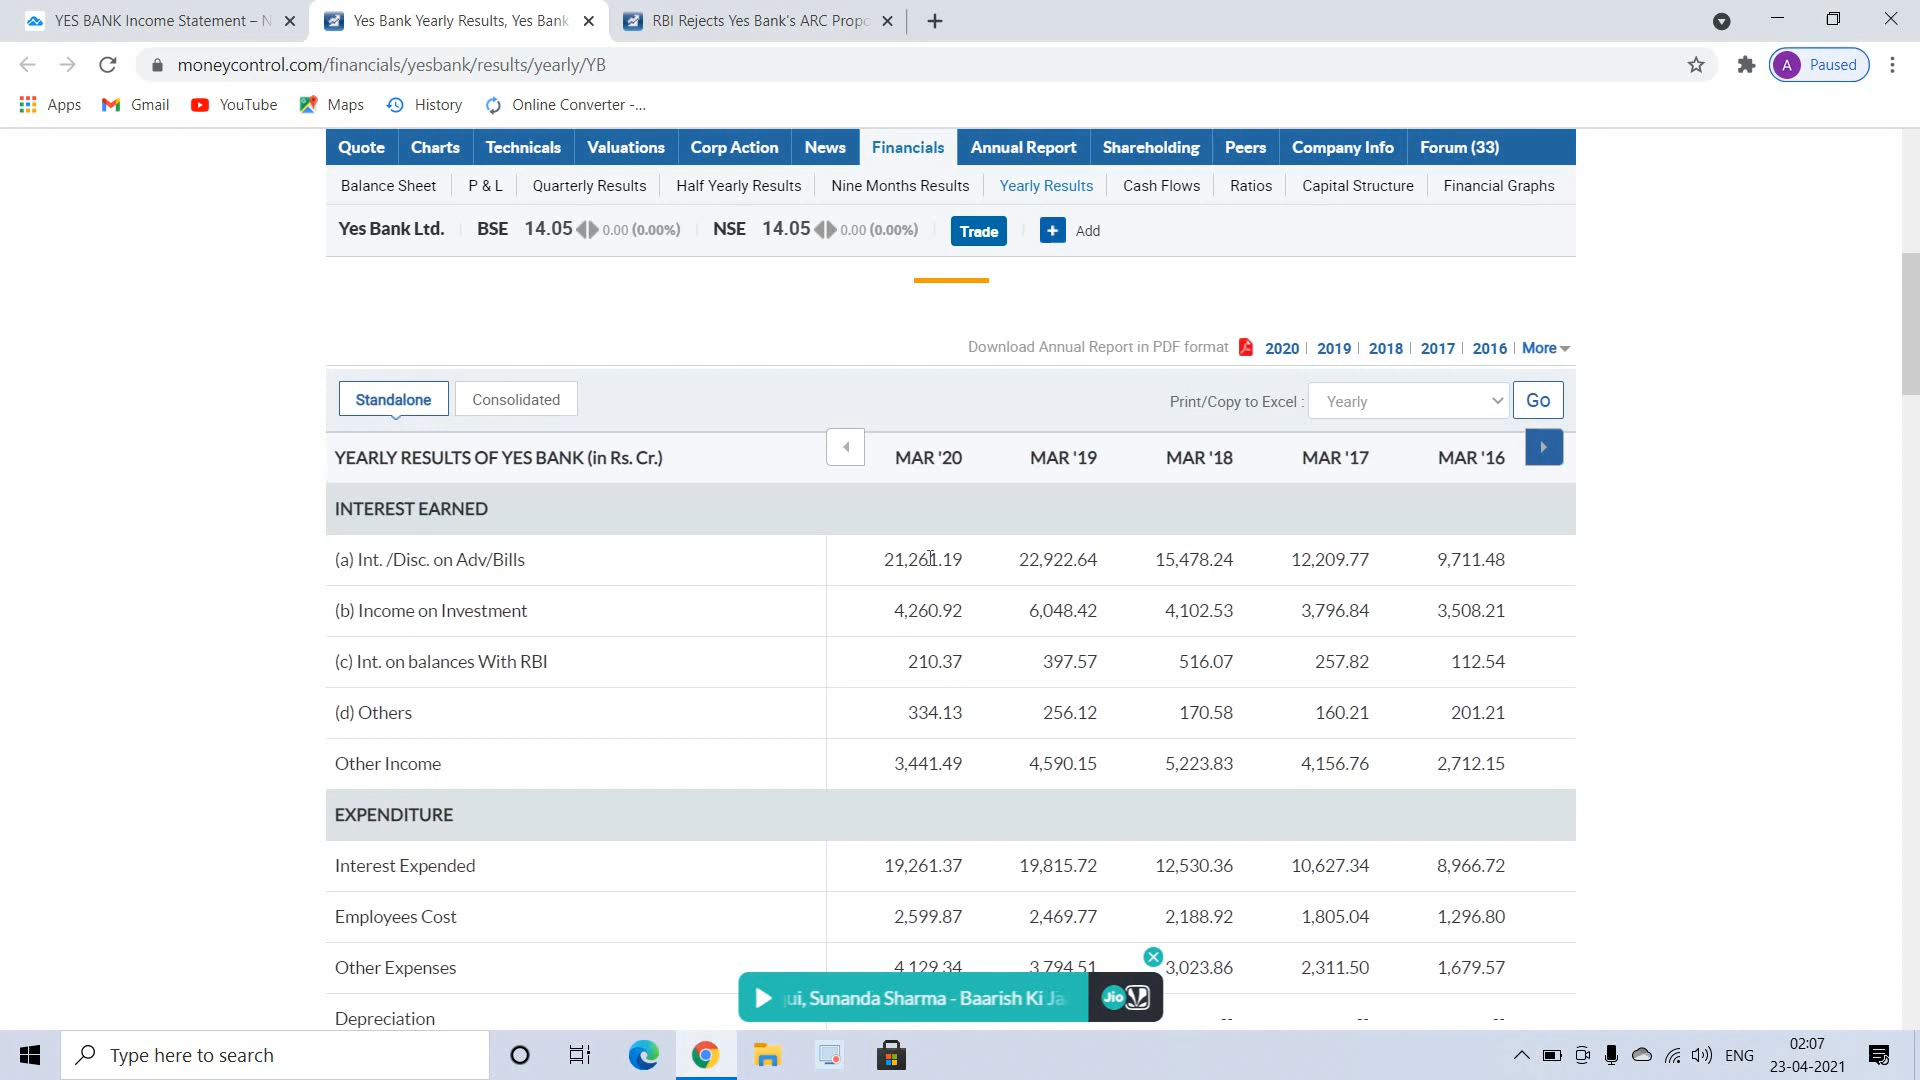 YES BANK Income Statement – N
Yes Bank Yearly Results, Yes Bank
RBI Rejects Yes Bank's ARC Propo
moneycontrol.com/financials/yesbank/results/yearly/YB
A Paused
Apps Gmail YouTube Maps History Online Converter -...
Quote Charts Technicals Valuations Corp Action News Financials Annual Report Shareholding Peers Company Info Forum (33)
Balance Sheet P & L Quarterly Results Half Yearly Results Nine Months Results Yearly Results Cash Flows Ratios Capital Structure Financial Graphs
Yes Bank Ltd. BSE 14.05 0.00 (0.00%) NSE 14.05 0.00 (0.00%) Trade + Add
Download Annual Report in PDF format 2020 2019 2018 2017 2016 More
Standalone Consolidated Print/Copy to Excel : Yearly Go
YEARLY RESULTS OF YES BANK (in Rs. Cr.) MAR '20 MAR '19 MAR '18 MAR '17 MAR '16
INTEREST EARNED
(a) Int. /Disc. on Adv/Bills 21,261.19 22,922.64 15,478.24 12,209.77 9,711.48
(b) Income on Investment 4,260.92 6,048.42 4,102.53 3,796.84 3,508.21
(c) Int. on balances With RBI 210.37 397.57 516.07 257.82 112.54
(d) Others 334.13 256.12 170.58 160.21 201.21
Other Income 3,441.49 4,590.15 5,223.83 4,156.76 2,712.15
EXPENDITURE
Interest Expended 19,261.37 19,815.72 12,530.36 10,627.34 8,966.72
Employees Cost 2,599.87 2,469.77 2,188.92 1,805.04 1,296.80
Other Expenses 4,129.34 3,794.51 3,023.86 2,311.50 1,679.57
Sunanda Sharma - Baarish Ki Jio
Depreciation -- -- --
Type here to search
ENG
02:07
23-04-2021